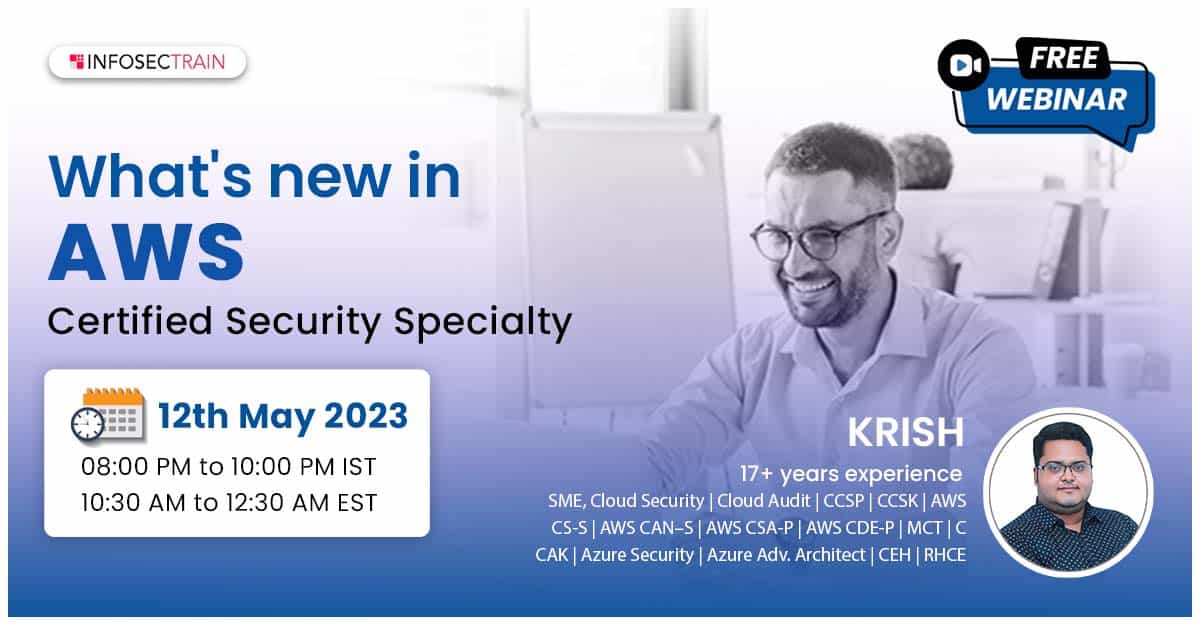 INFOSECTRAIN
FREE
WEBINAR
What's new in
AWS
Certified Security Specialty
12th May 2023
08:00 PM to 10:00 PM IST
10:30 AM to 12:30 AM EST
KRISH
17+ years experience
SME, Cloud Security | Cloud Audit | CCSP | CCSK | AWS
CS-S | AWS CAN–S | AWS CSA-P | AWS CDE-P | MCT | C
CAK | Azure Security | Azure Adv. Architect | CEH | RHCE